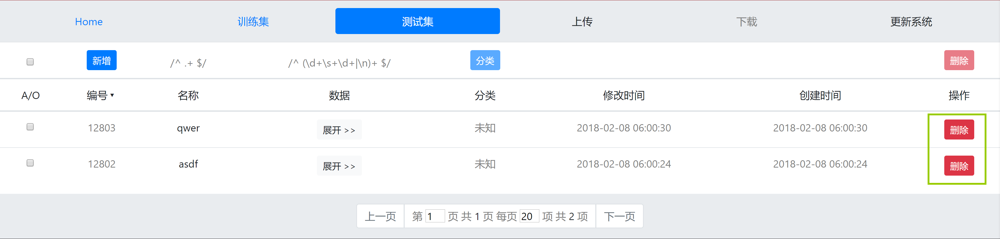 Home 训练集 测试集 上传 下载 更新系统
新增 /^ .+ $/ /^ (\d+\s+\d+|\n)+ $/ 分类 删除
A/O 编号▾ 名称 数据 分类 修改时间 创建时间 操作
12803 qwer 展开 >> 未知 2018-02-08 06:00:30 2018-02-08 06:00:30 删除
12802 asdf 展开 >> 未知 2018-02-08 06:00:24 2018-02-08 06:00:24 删除
上一页 第 1 页 共 1 页 每页 20 项 共 2 项 下一页